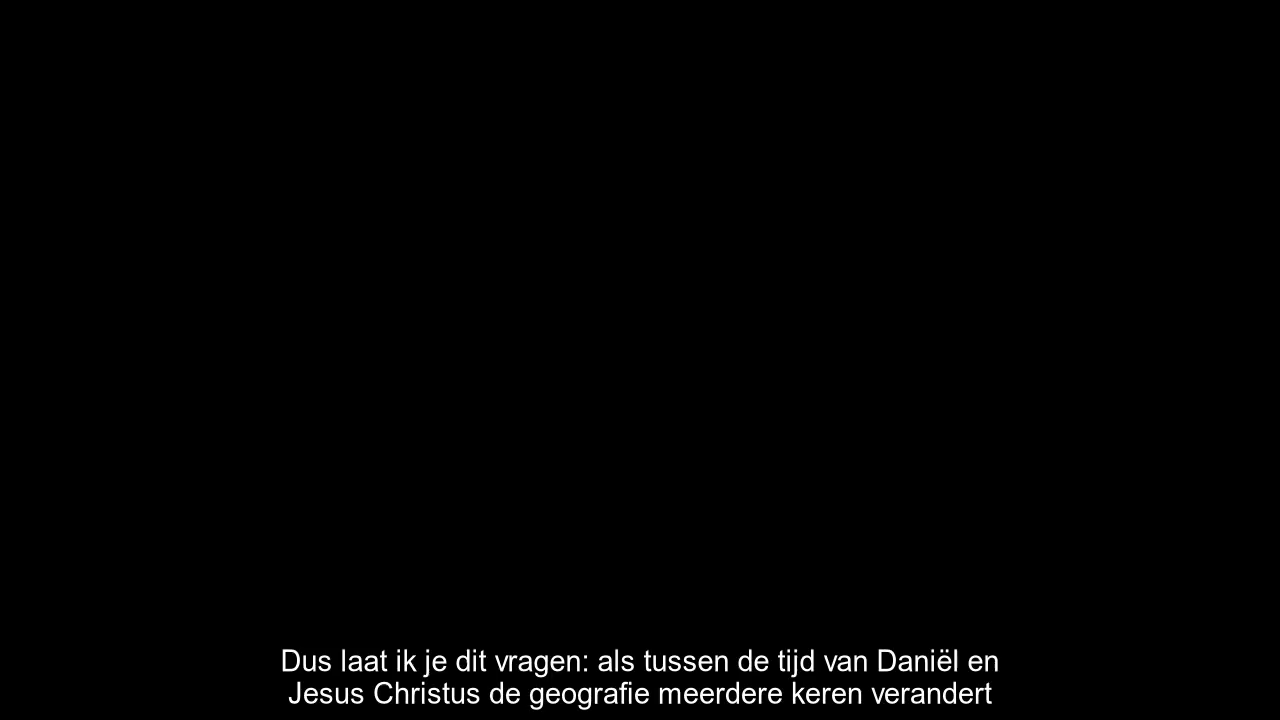 Dus laat ik je dit vragen: als tussen de tijd van Daniël en
Jesus Christus de geografie meerdere keren verandert